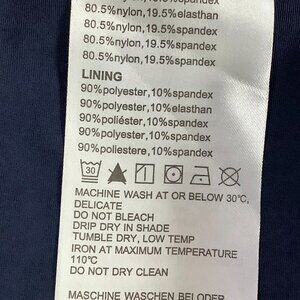 80.5%nylon,19.5%elasthan
80.5%nylon,19.5%spandex
80.5%nylon,19.5%spandex
80.5%nylon,19.5%spandex
LINING
90%polyester,10%spandex
90%polyester,10%elasthan
90%poliéster,10%spandex
90%polyester,10%spandex
90%poliestere,10%spandex
30
MACHINE WASH AT OR BELOW 30℃,
DELICATE
DO NOT BLEACH
DRIP DRY IN SHADE
TUMBLE DRY, LOW TEMP
IRON AT MAXIMUM TEMPERATURE
110℃
DO NOT DRY CLEAN
MASCHINE WASCHEN BEI ODER